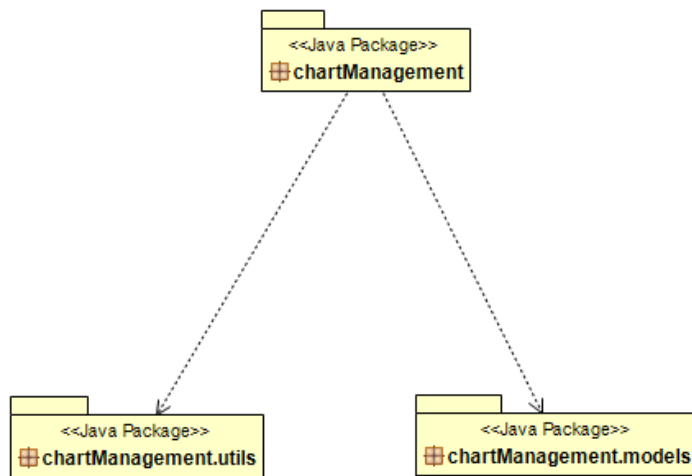 <<Java Package>>
chartManagement
<<Java Package>>
chartManagement.utils
<<Java Package>>
chartManagement.models